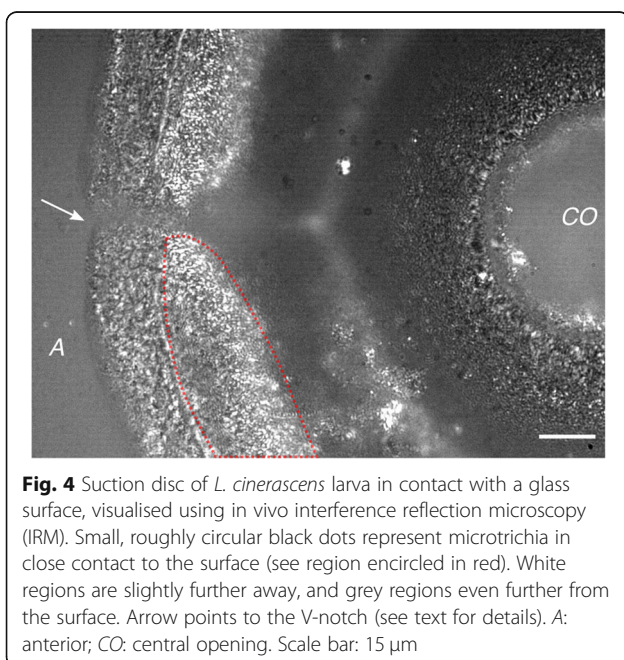 CO
A
Fig. 4 Suction disc of L. cinerascens larva in contact with a glass
surface, visualised using in vivo interference reflection microscopy
(IRM). Small, roughly circular black dots represent microtrichia in
close contact to the surface (see region encircled in red). White
regions are slightly further away, and grey regions even further from
the surface. Arrow points to the V-notch (see text for details). A:
anterior; CO: central opening. Scale bar: 15 µm